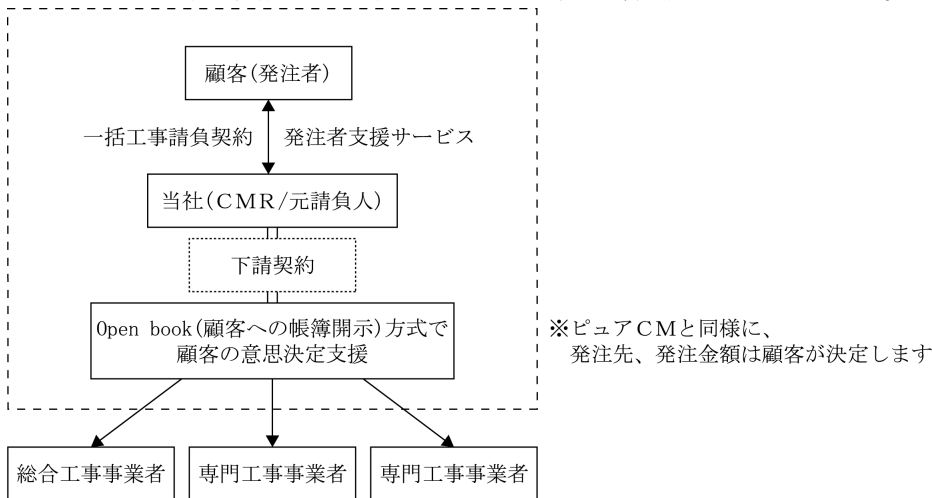 顧客(発注者)
一括工事請負契約 発注者支援サービス
当社(CMR/元請負人)
下請契約
Open book(顧客への帳簿開示)方式で
顧客の意思決定支援
※ピュアCMと同様に、
発注先、発注金額は顧客が決定します
総合工事事業者 専門工事事業者 専門工事事業者